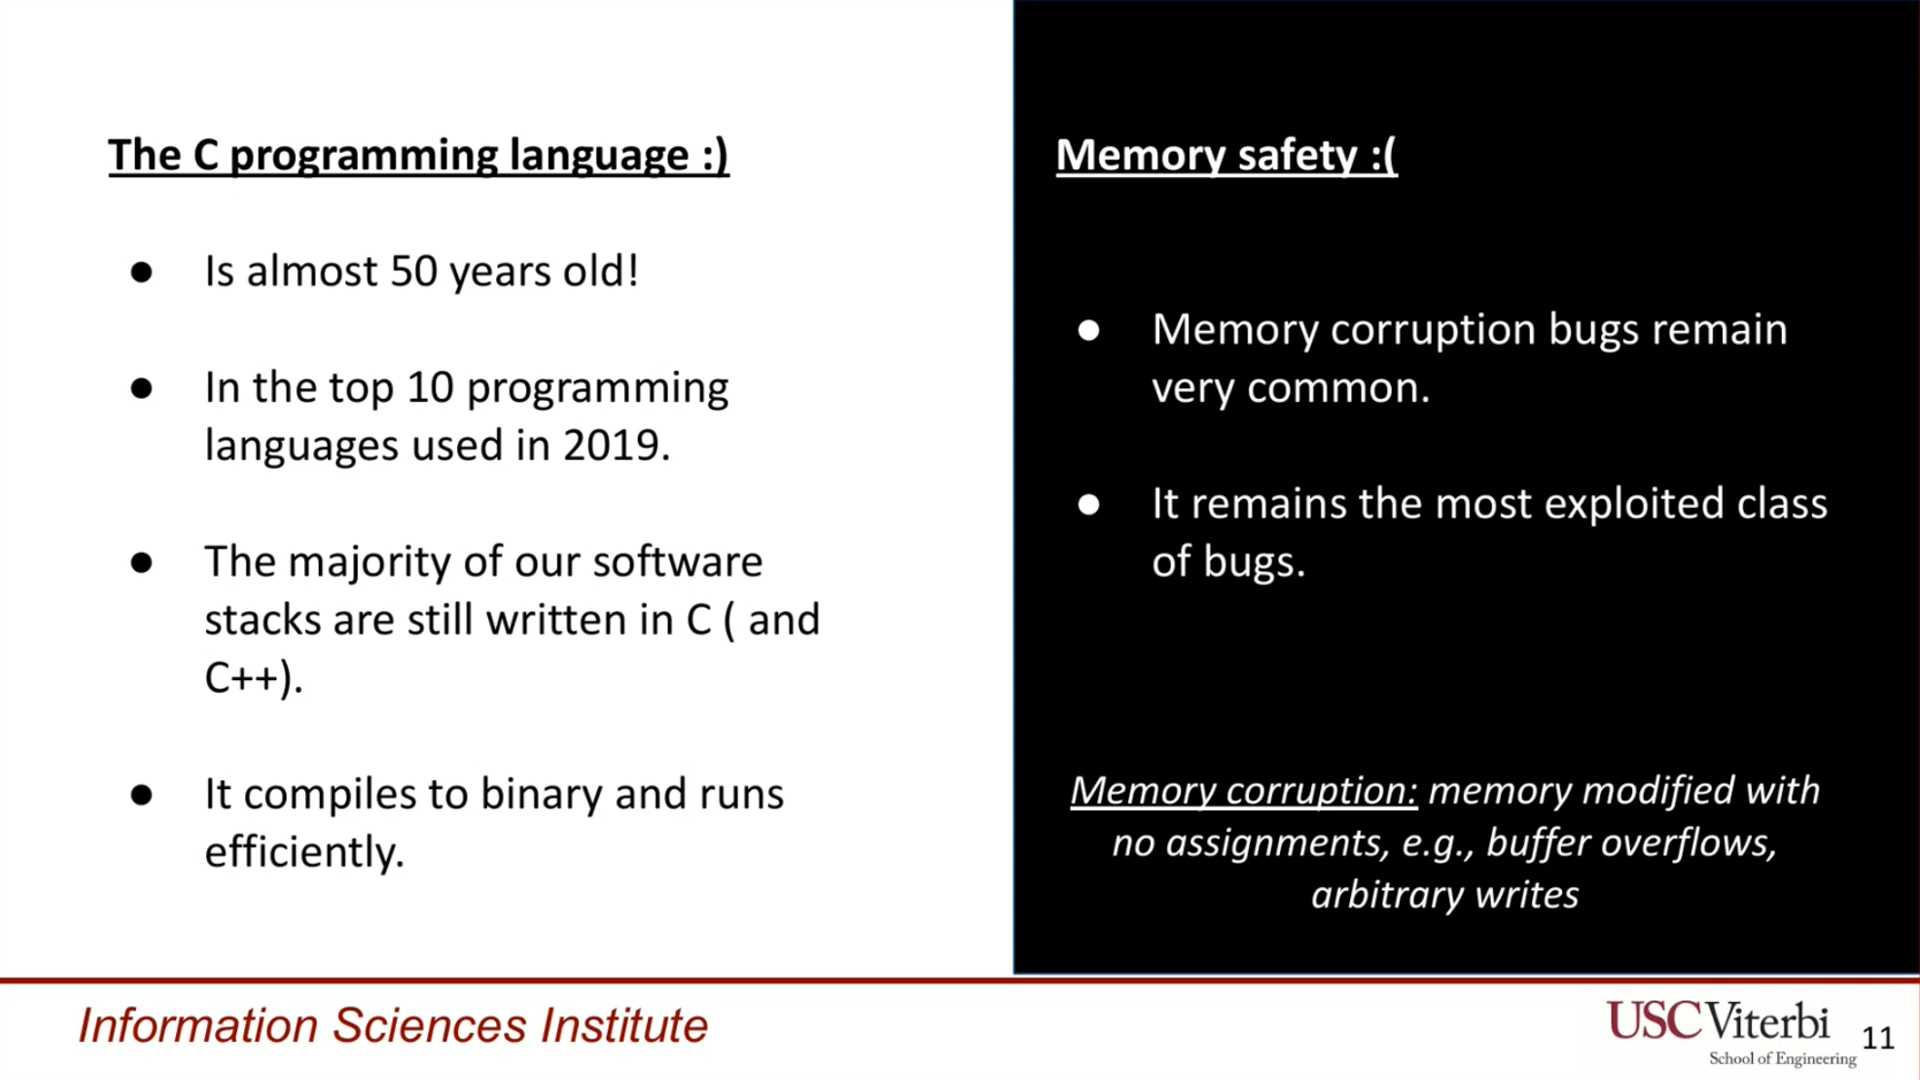 The C programming language :)
● Is almost 50 years old!
● In the top 10 programming
languages used in 2019.
● The majority of our software
stacks are still written in C ( and
C++).
● It compiles to binary and runs
efficiently.
Memory safety :(
● Memory corruption bugs remain
very common.
● It remains the most exploited class
of bugs.
Memory corruption: memory modified with
no assignments, e.g., buffer overflows,
arbitrary writes
Information Sciences Institute
USC Viterbi
School of Engineering
11